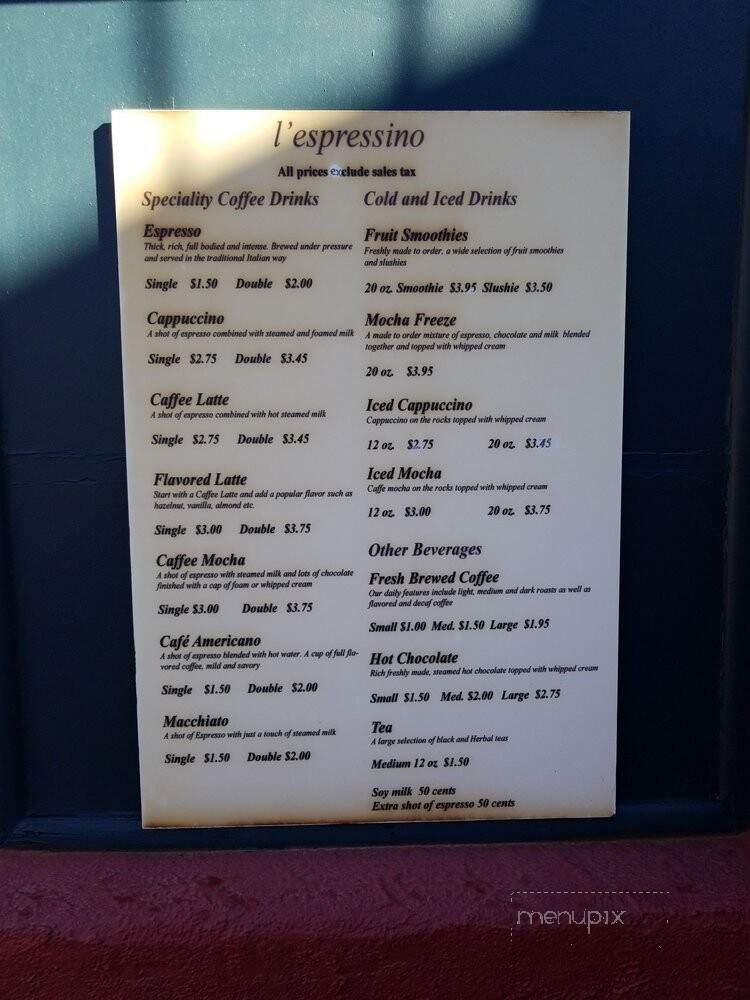 l'espressino
All prices exclude sales tax
Speciality Coffee Drinks
Espresso
Thick, rich, full bodied and intense. Brewed under pressure
and served in the traditional Italian way
Single $1.50 Double $2.00
Cappuccino
A shot of espresso combined with steamed and foamed milk
Single $2.75 Double $3.45
Caffee Latte
A shot of espresso combined with hot steamed milk
Single $2.75 Double $3.45
Flavored Latte
Start with a Caffee Latte and add a popular flavor such as
hazelnut, vanilla, almond etc.
Single $3.00 Double $3.75
Caffee Mocha
A shot of espresso with steamed milk and lots of chocolate
finished with a cap of foam or whipped cream
Single $3.00 Double $3.75
Café Americano
A shot of espresso blended with hot water. A cup of full fla-
vored coffee, mild and savory
Single $1.50 Double $2.00
Macchiato
A shot of Espresso with just a touch of steamed milk
Single $1.50 Double $2.00
Cold and Iced Drinks
Fruit Smoothies
Freshly made to order, a wide selection of fruit smoothies
and slushies
20 oz. Smoothie $3.95 Slushie $3.50
Mocha Freeze
A made to order mixture of espresso, chocolate and milk blended
together and topped with whipped cream
20 oz. $3.95
Iced Cappuccino
Cappuccino on the rocks topped with whipped cream
12 oz. $2.75 20 oz. $3.45
Iced Mocha
Caffe mocha on the rocks topped with whipped cream
12 oz. $3.00 20 oz. $3.75
Other Beverages
Fresh Brewed Coffee
Our daily features include light, medium and dark roasts as well as
flavored and decaf coffee
Small $1.00 Med. $1.50 Large $1.95
Hot Chocolate
Rich freshly made, steamed hot chocolate topped with whipped cream
Small $1.50 Med. $2.00 Large $2.75
Tea
A large selection of black and Herbal teas
Medium 12 oz $1.50
Soy milk 50 cents
Extra shot of espresso 50 cents
menupix